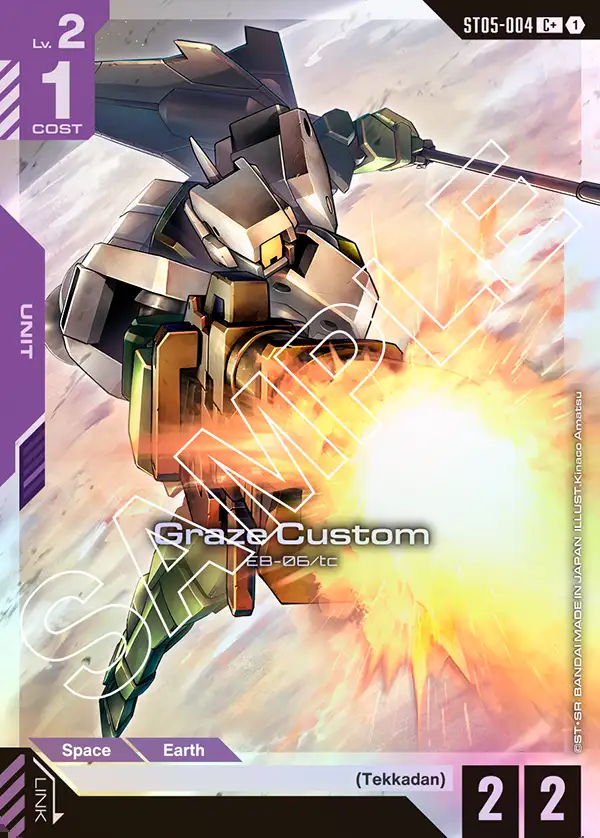 Lv. 2
ST05-004 C+ 1
1
COST
UNIT
SAMPLE
Graze Custom
EB-06/tc
©ST・SR BANDAI MADE IN JAPAN ILLUST.Kinaco Amatsu
Space Earth
LINK
(Tekkadan)
2 2